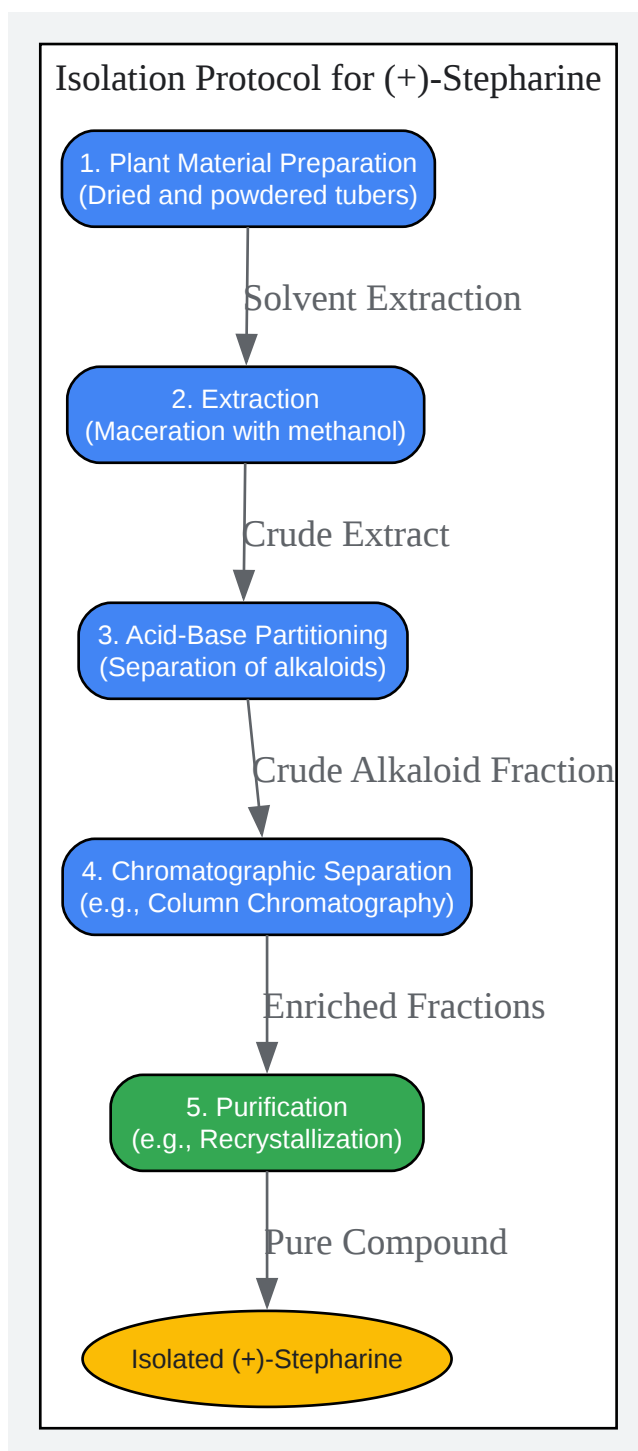 Isolation Protocol for (+)-Stepharine
1. Plant Material Preparation
(Dried and powdered tubers)
Solvent Extraction
2. Extraction
(Maceration with methanol)
Crude Extract
3. Acid-Base Partitioning
(Separation of alkaloids)
Crude Alkaloid Fraction
4. Chromatographic Separation
(e.g., Column Chromatography)
Enriched Fractions
5. Purification
(e.g., Recrystallization)
Pure Compound
Isolated (+)-Stepharine